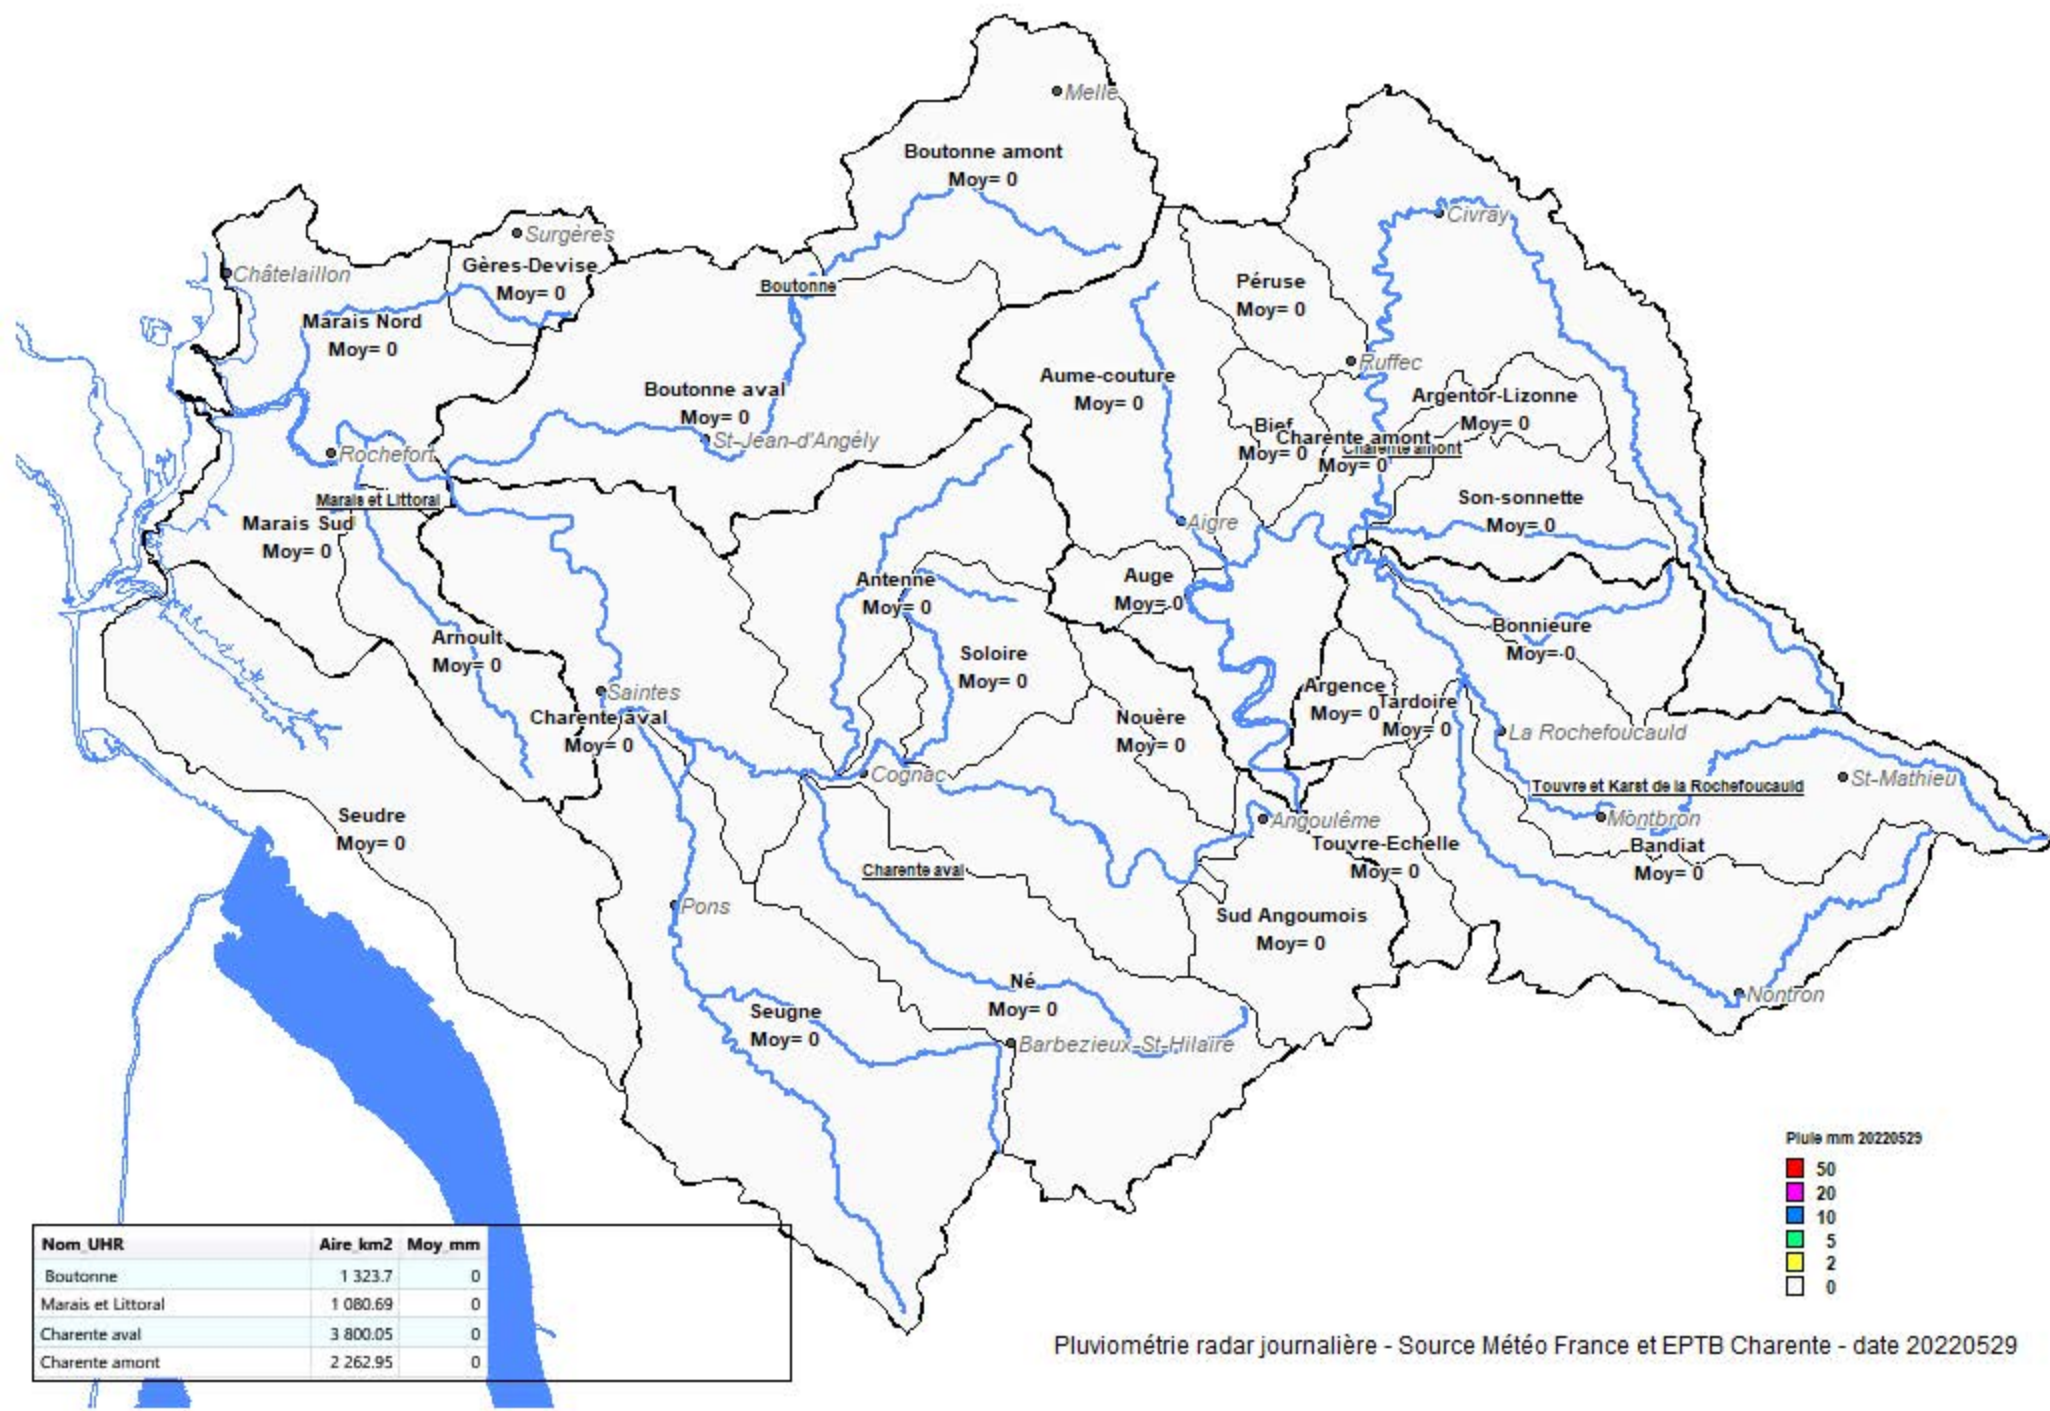 Melle
Boutonne amont
Moy= 0
Civray
Surgères
Châtelaillon
Gères-Devise
Moy= 0
Boutonne
Péruse
Moy= 0
Marais Nord
Moy= 0
Ruffec
Aume-couture
Moy= 0
Boutonne aval
Moy= 0
St-Jean-d'Angély
Argentor-Lizonne
Moy= 0
Bief
Moy= 0
Charente amont
Moy= 0
Charente amont
Rochefort
Marais et Littoral
Son-sonnette
Moy= 0
Marais Sud
Moy= 0
Aigre
Antenne
Moy= 0
Auge
Moy= 0
Arnoult
Moy= 0
Soloire
Moy= 0
Bonnieure
Moy= 0
Saintes
Charente aval
Moy= 0
Nouère
Moy= 0
Argence
Moy= 0
Tardoire
Moy= 0
La Rochefoucauld
Cognac
Touvre et Karst de la Rochefoucauld
St-Mathieu
Seudre
Moy= 0
Angoulême
Montbron
Touvre-Echelle
Moy= 0
Bandiat
Moy= 0
Charente aval
Pons
Sud Angoumois
Moy= 0
Né
Moy= 0
Nontron
Seugne
Moy= 0
Barbezieux-St-Hilaire
Pluie mm 20220529
50
20
10
5
2
0
Nom_UHR Aire_km2 Moy_mm
Boutonne 1 323.7 0
Marais et Littoral 1 080.69 0
Charente aval 3 800.05 0
Charente amont 2 262.95 0
Pluviométrie radar journalière - Source Météo France et EPTB Charente - date 20220529